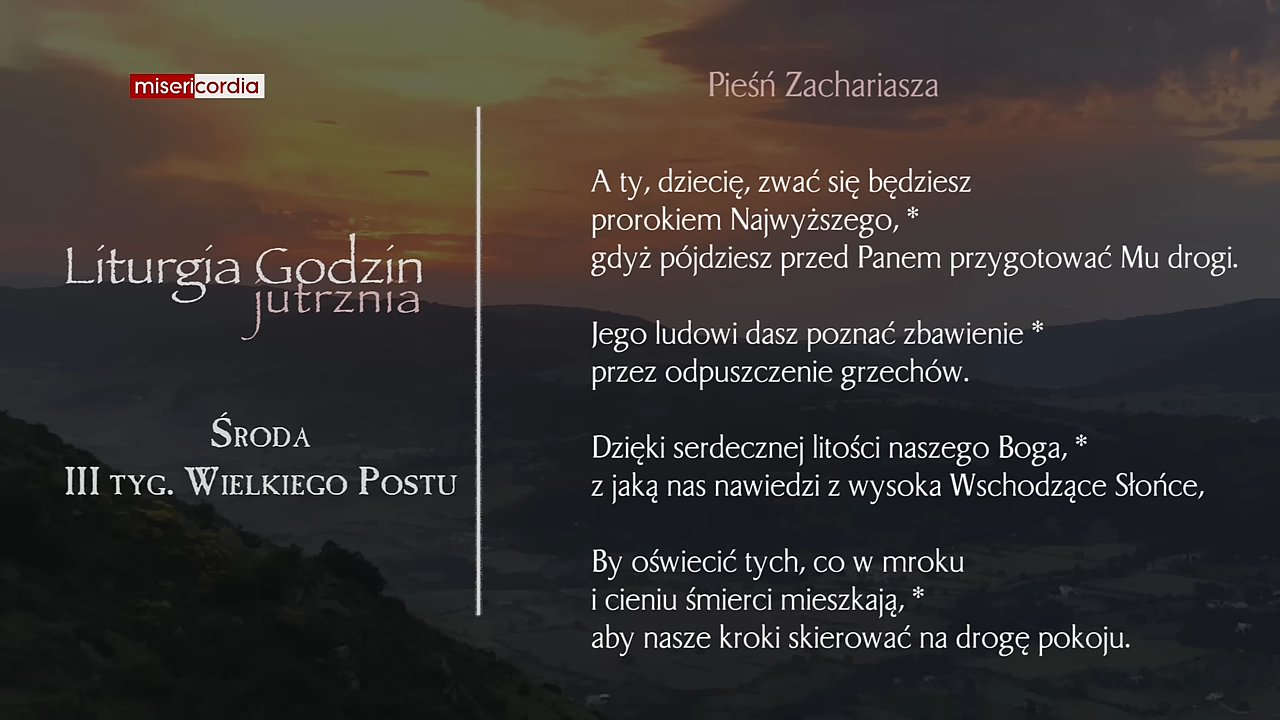 misericordia
Liturgia Godzin
jutrznia
Środa
III tyg. Wielkiego Postu
Pieśń Zachariasza
A ty, dziecię, zwać się będziesz
prorokiem Najwyższego, *
gdyż pójdziesz przed Panem przygotować Mu drogi.
Jego ludowi dasz poznać zbawienie *
przez odpuszczenie grzechów.
Dzięki serdecznej litości naszego Boga, *
z jaką nas nawiedzi z wysoka Wschodzące Słońce,
By oświecić tych, co w mroku
i cieniu śmierci mieszkają, *
aby nasze kroki skierować na drogę pokoju.